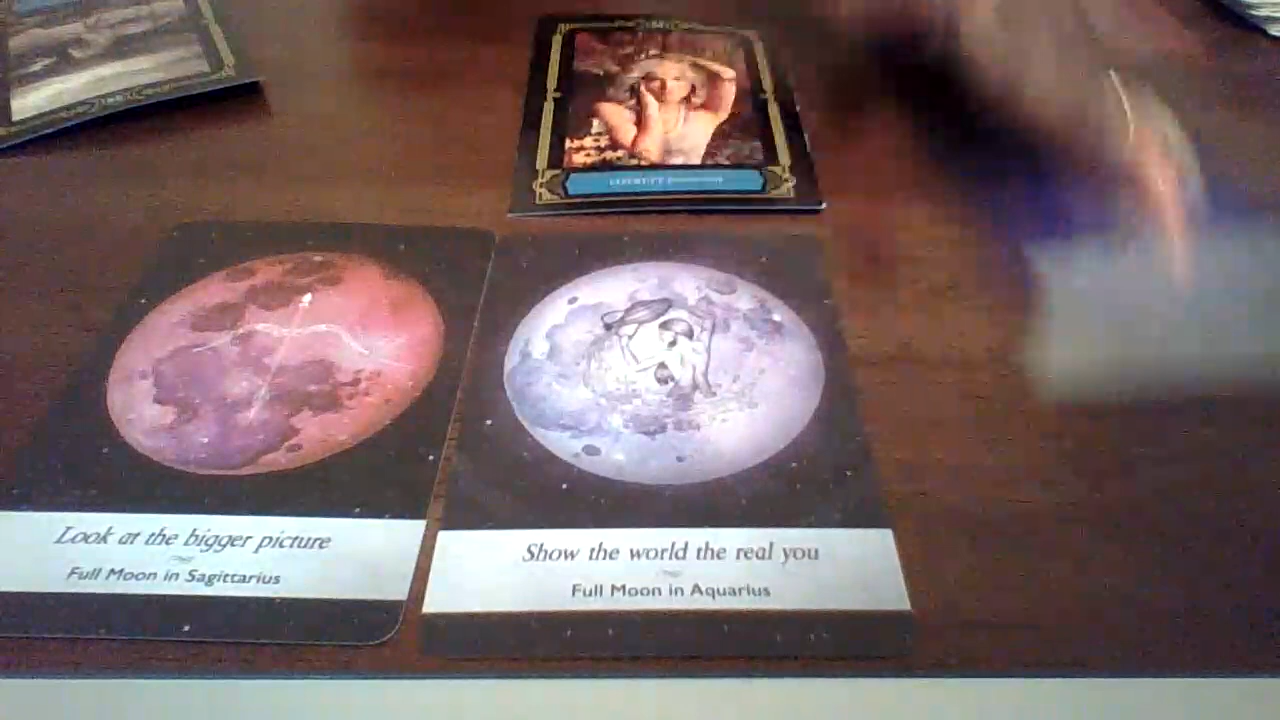 Look at the bigger picture
Full Moon in Sagittarius
Show the world the real you
Full Moon in Aquarius